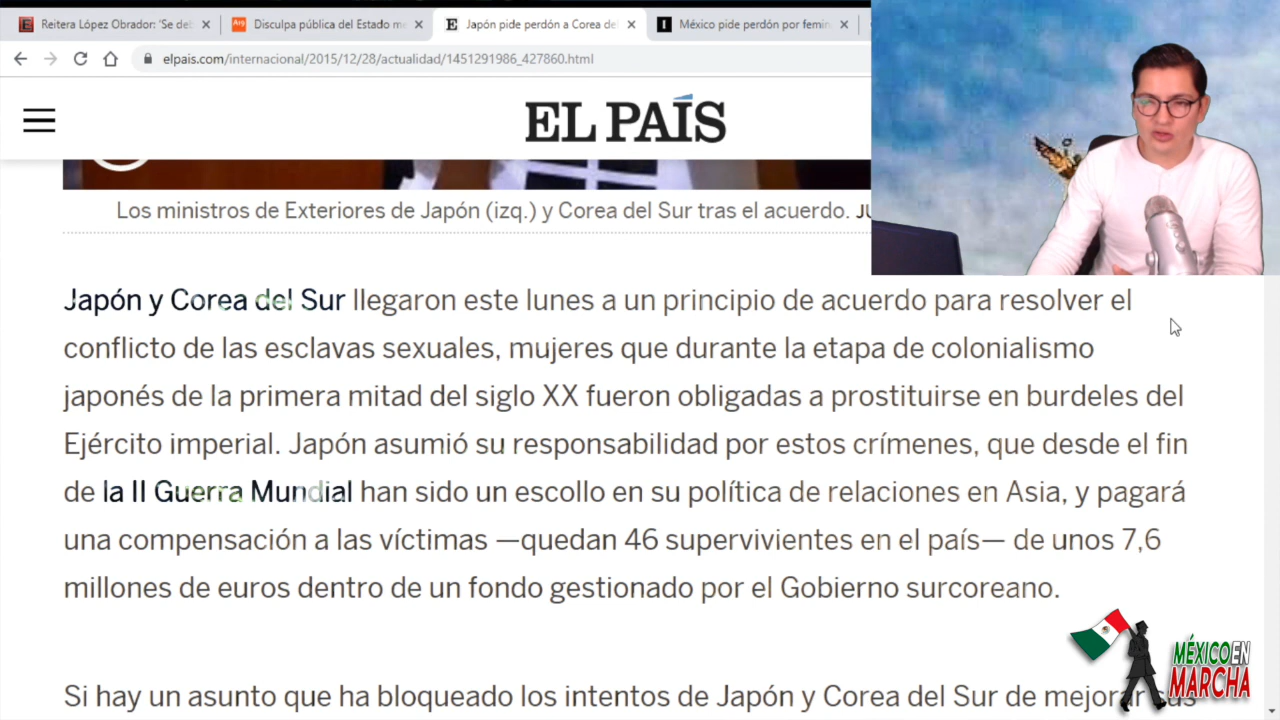 Reitera López Obrador: 'Se deb
Disculpa pública del Estado me
Japón pide perdón a Corea del
México pide perdón por femin
elpais.com/internacional/2015/12/28/actualidad/1451291986_427860.html
EL PAÍS
Los ministros de Exteriores de Japón (izq.) y Corea del Sur tras el acuerdo.
Japón y Corea del Sur llegaron este lunes a un principio de acuerdo para resolver el
conflicto de las esclavas sexuales, mujeres que durante la etapa de colonialismo
japonés de la primera mitad del siglo XX fueron obligadas a prostituirse en burdeles del
Ejército imperial. Japón asumió su responsabilidad por estos crímenes, que desde el fin
de la II Guerra Mundial han sido un escollo en su política de relaciones en Asia, y pagará
una compensación a las víctimas —quedan 46 supervivientes en el país— de unos 7,6
millones de euros dentro de un fondo gestionado por el Gobierno surcoreano.
Si hay un asunto que ha bloqueado los intentos de Japón y Corea del Sur de mejorar sus
MÉXICO EN
MARCHA